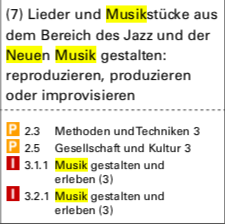 (7) Lieder und Musikstücke aus
dem Bereich des Jazz und der
Neuen Musik gestalten:
reproduzieren, produzieren
oder improvisieren
P 2.3 Methoden und Techniken 3
P 2.5 Gesellschaft und Kultur 3
I 3.1.1 Musik gestalten und
erleben (3)
I 3.2.1 Musik gestalten und
erleben (3)